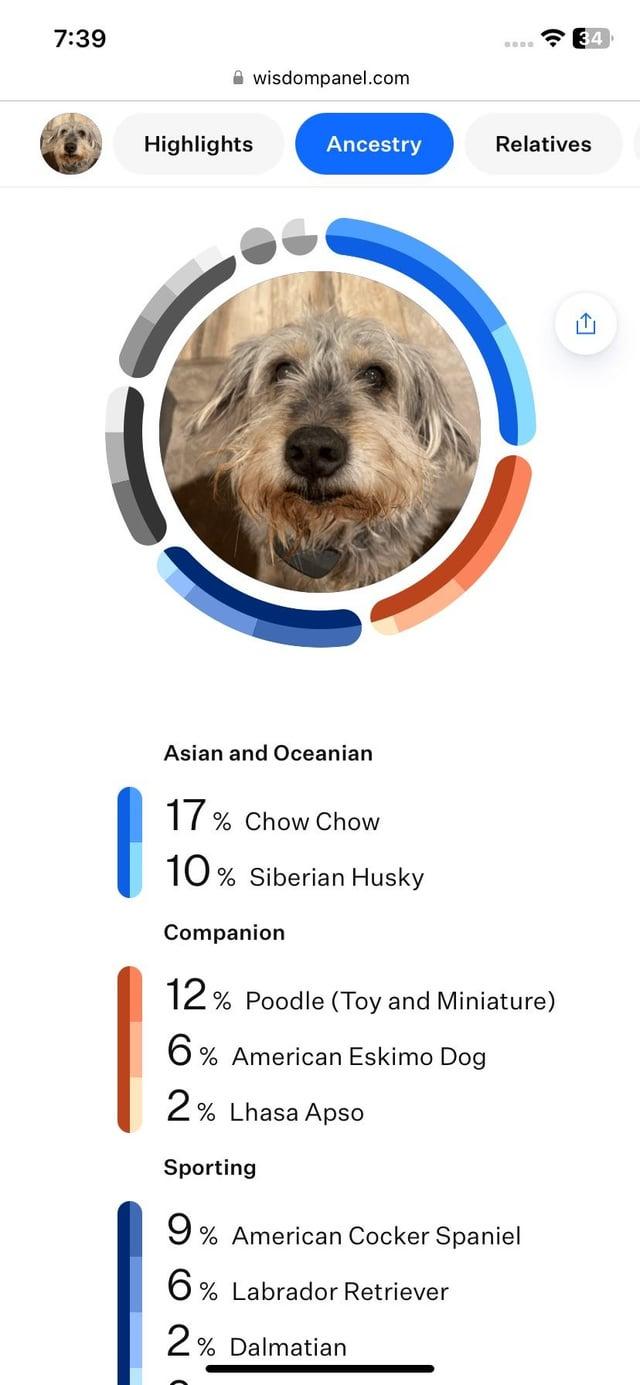 7:39
34
wisdompanel.com
Highlights
Ancestry
Relatives
Asian and Oceanian
17 % Chow Chow
10 % Siberian Husky
Companion
12 % Poodle (Toy and Miniature)
6 % American Eskimo Dog
2 % Lhasa Apso
Sporting
9 % American Cocker Spaniel
6 % Labrador Retriever
2 % Dalmatian